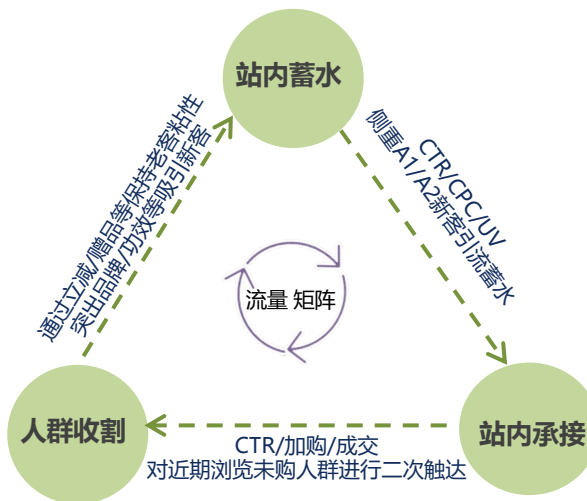 站内蓄水
通过立减/赠品等保持老客粘性
突出品牌/功效等吸引新客
CTR/CPC/UV
侧重A1/A2新客引流蓄水
流量 矩阵
人群收割
站内承接
CTR/加购/成交
对近期浏览未购人群进行二次触达